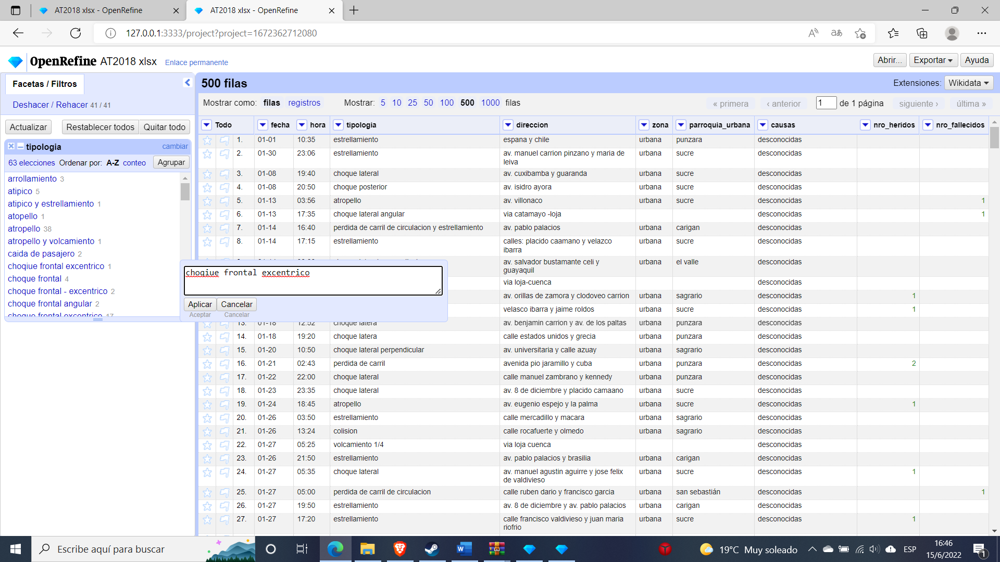 AT2018 xlsx - OpenRefine
AT2018 xlsx - OpenRefine
127.0.0.1:3333/project?project=1672362712080
OpenRefine AT2018 xlsx Enlace permanente
Abrir... Exportar Ayuda
Facetas / Filtros
Deshacer / Rehacer 41 / 41
Actualizar Restablecer todos Quitar todo
tipologia cambiar
63 elecciones Ordenar por: A-Z conteo Agrupar
arrollamiento 3
atipico 5
atipico y estrellamiento 1
atopello 1
atropello 38
atropello y volcamiento 1
caida de pasajero 2
choqiue frontal excentrico 1
choque frontal 4
choque frontal - excentrico 2
choque frontal angular 2
choque frontal excentrico 17
500 filas
Extensiones: Wikidata
Mostrar como: filas registros Mostrar: 5 10 25 50 100 500 1000 filas
« primera ‹ anterior 1 de 1 página siguiente › última »
Todo fecha hora tipologia direccion zona parroquia_urbana causas nro_heridos nro_fallecidos
1. 01-01 10:35 estrellamiento espana y chile urbana punzara desconocidas
2. 01-30 23:06 estrellamiento av. manuel carrion pinzano y maria de urbana sucre desconocidas
leiva
3. 01-08 19:40 choque lateral av. cuxibamba y guaranda urbana sucre desconocidas
4. 01-08 20:50 choque posterior av. isidro ayora urbana sucre desconocidas
5. 01-13 03:56 atropello av. villonaco urbana sucre desconocidas 1
6. 01-13 17:35 choque lateral angular via catamayo -loja desconocidas 1
7. 01-14 16:40 perdida de carril de circulacion y estrellamiento av. pablo palacios urbana carigan desconocidas
8. 01-14 17:15 estrellamiento calles: placido caamano y velazco urbana sucre desconocidas
ibarra
av. salvador bustamante celi y urbana el valle desconocidas
guayaquil
via loja-cuenca desconocidas
av. orillas de zamora y clodoveo carrion urbana sagrario desconocidas 1
velasco ibarra y jaime roldos urbana sucre desconocidas 1
choqiue frontal excentrico
Aplicar Cancelar
Aceptar Cancelar
13. 01-18 12:52 choque latera av. benjamin carrion y av. de los paltas urbana punzara desconocidas
14. 01-18 19:20 choque latera calle estados unidos y grecia urbana punzara desconocidas
15. 01-20 10:50 choque lateral perpendicular av. universitaria y calle azuay urbana sagrario desconocidas
16. 01-21 02:43 perdida de carril avenida pio jaramillo y cuba urbana punzara desconocidas 2
17. 01-22 22:00 choque lateral calle manuel zambrano y kennedy urbana punzara desconocidas
18. 01-23 23:35 choque lateral av. 8 de diciembre y placido camaano urbana sucre desconocidas
19. 01-24 18:45 atropello av. eugenio espejo y la palma urbana sucre desconocidas 1
20. 01-26 03:50 estrellamiento calle mercadillo y macara urbana sagrario desconocidas
21. 01-26 13:24 colision calle rocafuerte y olmedo urbana sagrario desconocidas
22. 01-27 05:25 volcamiento 1/4 via loja cuenca desconocidas
23. 01-26 21:50 estrellamiento av. pablo palacios y brasilia urbana carigan desconocidas
24. 01-27 05:35 choque lateral av. manuel agustin aguirre y jose felix urbana sucre desconocidas 1
de valdivieso
25. 01-27 05:00 perdida de carril de circulacion calle ruben dario y francisco garcia urbana san sebastián desconocidas 1
26. 01-27 19:50 estrellamiento av. 8 de diciembre y av. pablo palacios urbana carigan desconocidas
27. 01-27 17:20 estrellamiento calle francisco valdivieso y juan maria urbana sucre desconocidas 1
riofrio
Escribe aquí para buscar
19°C Muy soleado
ESP
16:46
15/6/2022
1